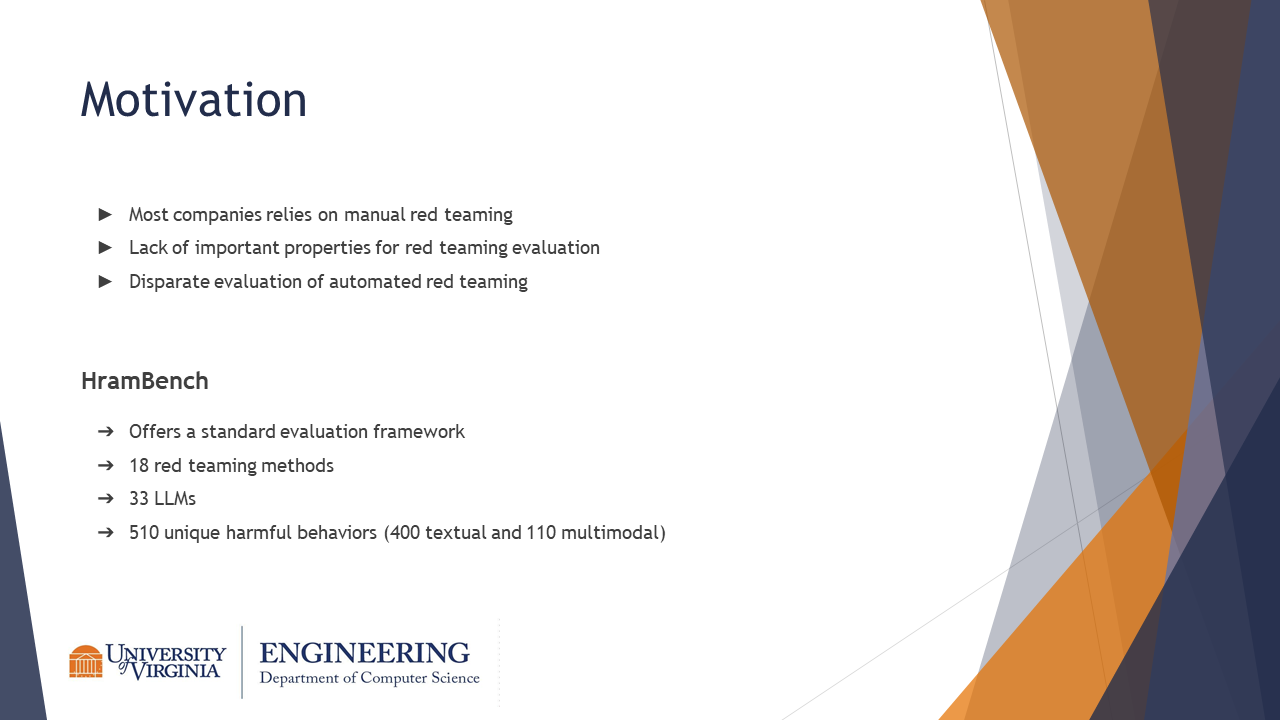 Motivation
► Most companies relies on manual red teaming
► Lack of important properties for red teaming evaluation
► Disparate evaluation of automated red teaming
HramBench
➔ Offers a standard evaluation framework
➔ 18 red teaming methods
➔ 33 LLMs
➔ 510 unique harmful behaviors (400 textual and 110 multimodal)
UNIVERSITY of VIRGINIA
ENGINEERING
Department of Computer Science